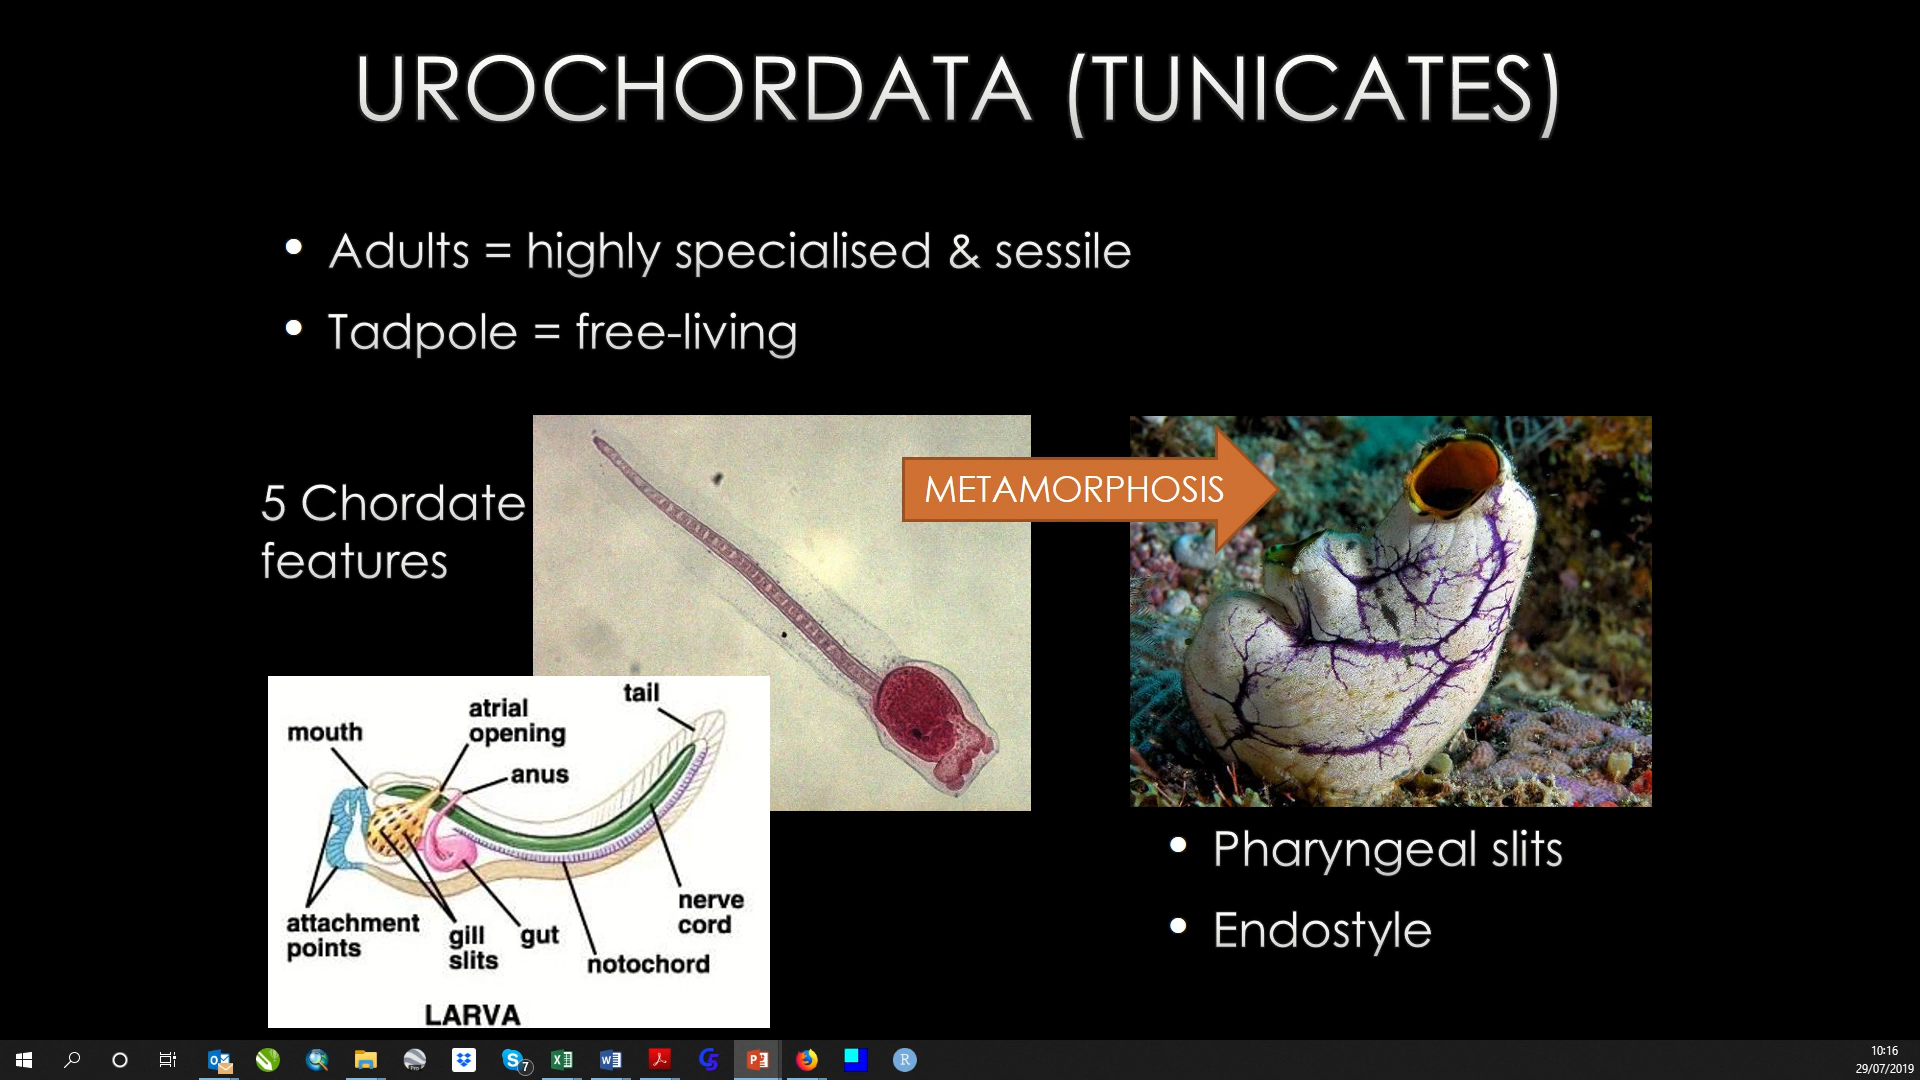 UROCHORDATA (TUNICATES)
• Adults = highly specialised & sessile
• Tadpole = free-living
5 Chordate
features
METAMORPHOSIS
tail
atrial
opening
mouth
anus
attachment
points
gill
slits
gut
notochord
nerve
cord
LARVA
• Pharyngeal slits
• Endostyle
7
10:16
29/07/2019